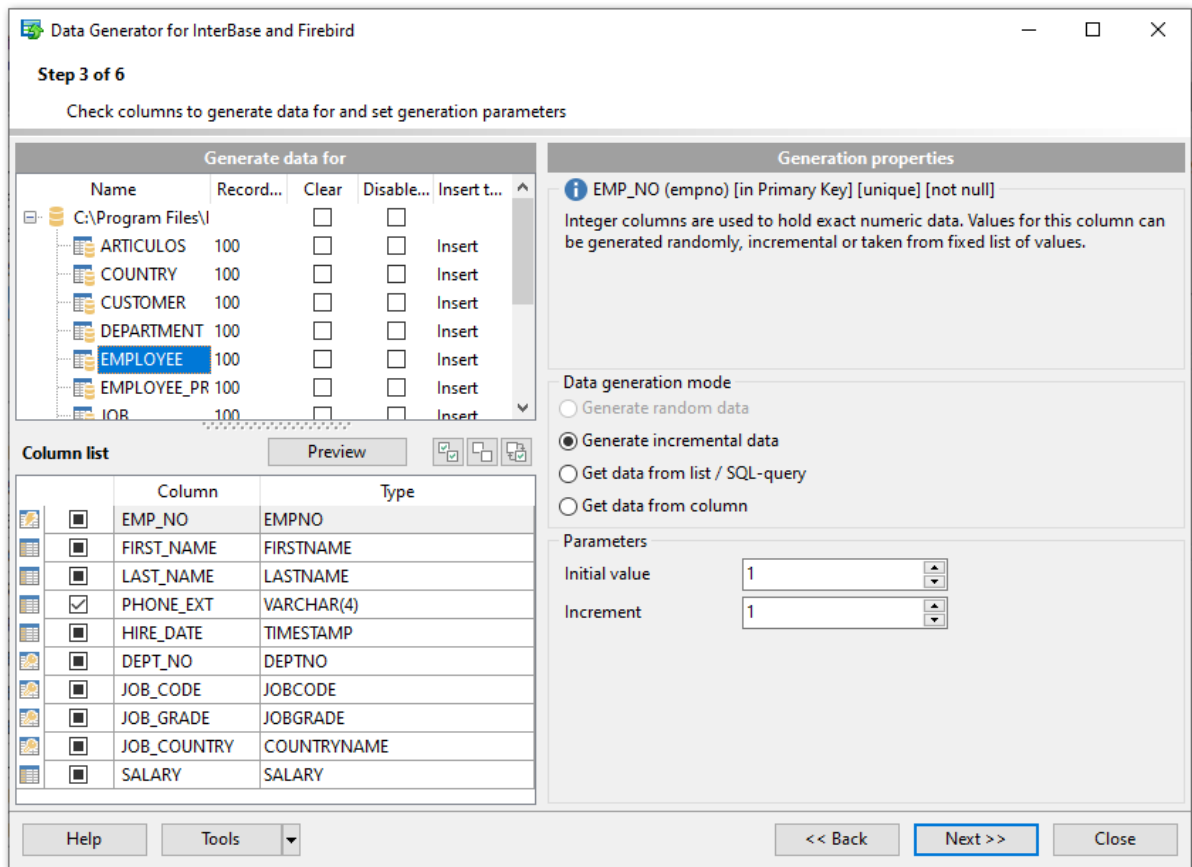 Data Generator for InterBase and Firebird
Step 3 of 6
Check columns to generate data for and set generation parameters
Generate data for
Name Record... Clear Disable... Insert t...
C:\Program Files\
ARTICULOS 100 Insert
COUNTRY 100 Insert
CUSTOMER 100 Insert
DEPARTMENT 100 Insert
EMPLOYEE 100 Insert
EMPLOYEE_PR 100 Insert
JOB 100 Insert
Column list Preview
Column Type
EMP_NO EMPNO
FIRST_NAME FIRSTNAME
LAST_NAME LASTNAME
PHONE_EXT VARCHAR(4)
HIRE_DATE TIMESTAMP
DEPT_NO DEPTNO
JOB_CODE JOBCODE
JOB_GRADE JOBGRADE
JOB_COUNTRY COUNTRYNAME
SALARY SALARY
Generation properties
EMP_NO (empno) [in Primary Key] [unique] [not null]
Integer columns are used to hold exact numeric data. Values for this column can
be generated randomly, incremental or taken from fixed list of values.
Data generation mode
Generate random data
Generate incremental data
Get data from list / SQL-query
Get data from column
Parameters
Initial value 1
Increment 1
Help Tools << Back Next >> Close